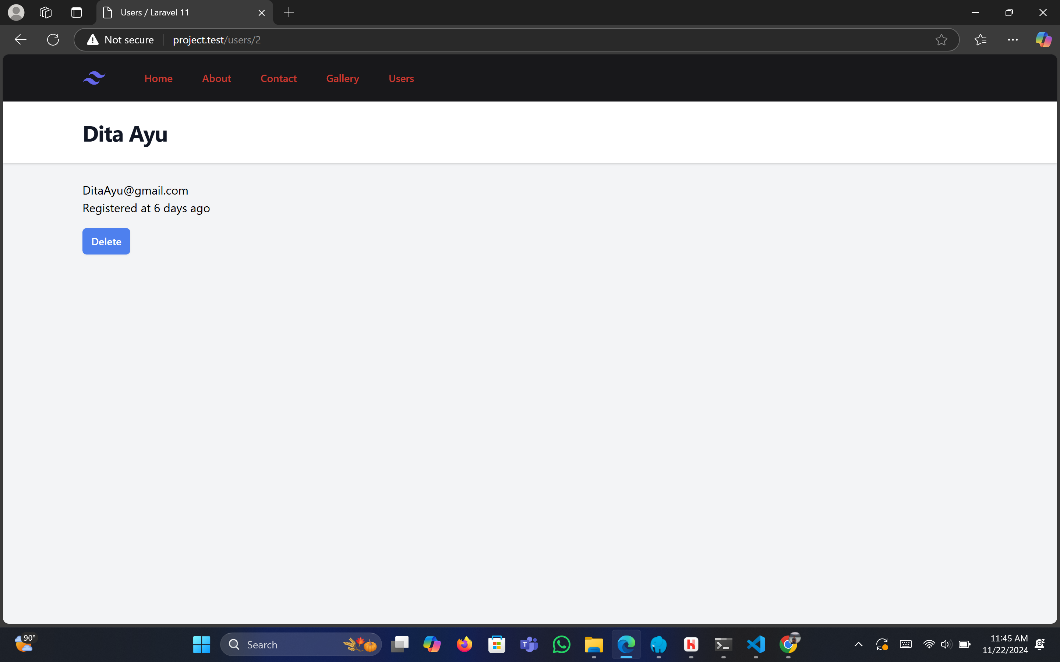 Users / Laravel 11
Not secure
project.test/users/2
Home
About
Contact
Gallery
Users
Dita Ayu
DitaAyu@gmail.com
Registered at 6 days ago
Delete
90°
Search
11:45 AM
11/22/2024